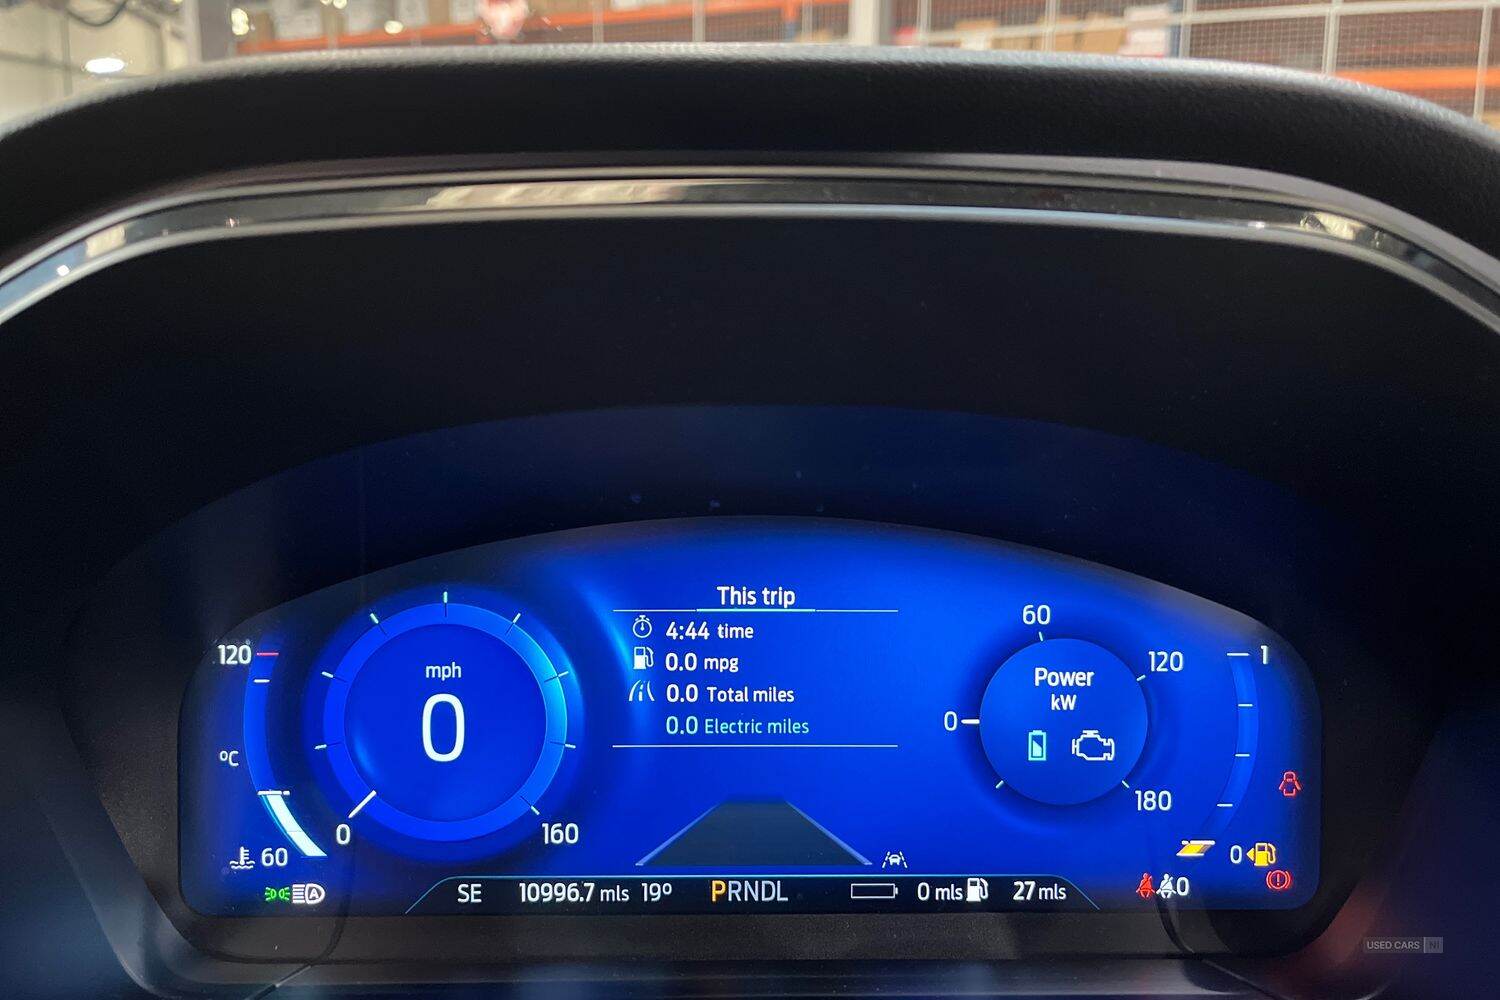 This trip
4:44 time
0.0 mpg
0.0 Total miles
0.0 Electric miles
120
°C
60
mph
0
0
160
60
120
0
180
Power
kW
1
0
A
SE 10996.7 mls 19° PRNDL 0 mls 27 mls
0
USED CARS NI